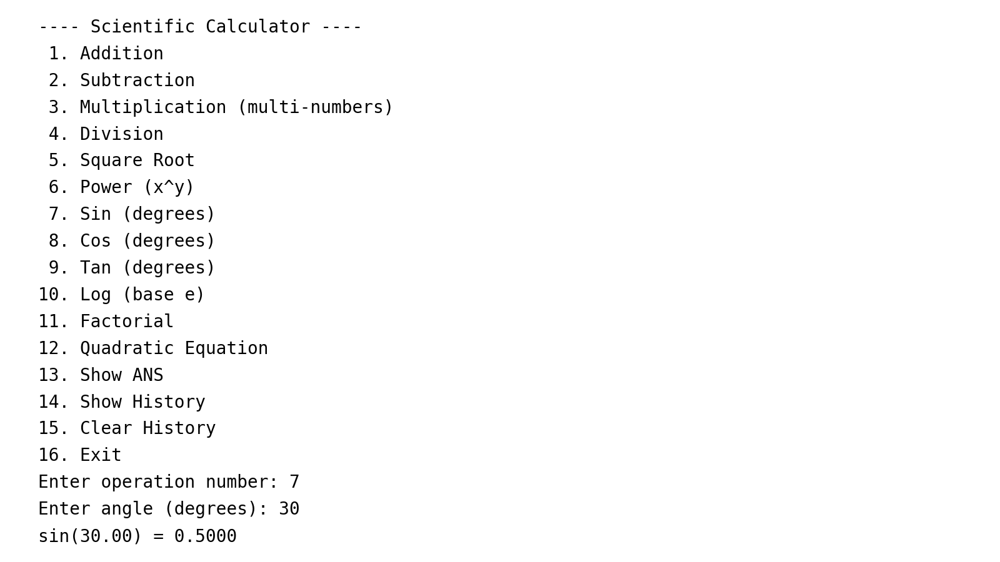 ---- Scientific Calculator ----
 1. Addition
 2. Subtraction
 3. Multiplication (multi-numbers)
 4. Division
 5. Square Root
 6. Power (x^y)
 7. Sin (degrees)
 8. Cos (degrees)
 9. Tan (degrees)
10. Log (base e)
11. Factorial
12. Quadratic Equation
13. Show ANS
14. Show History
15. Clear History
16. Exit
Enter operation number: 7
Enter angle (degrees): 30
sin(30.00) = 0.5000